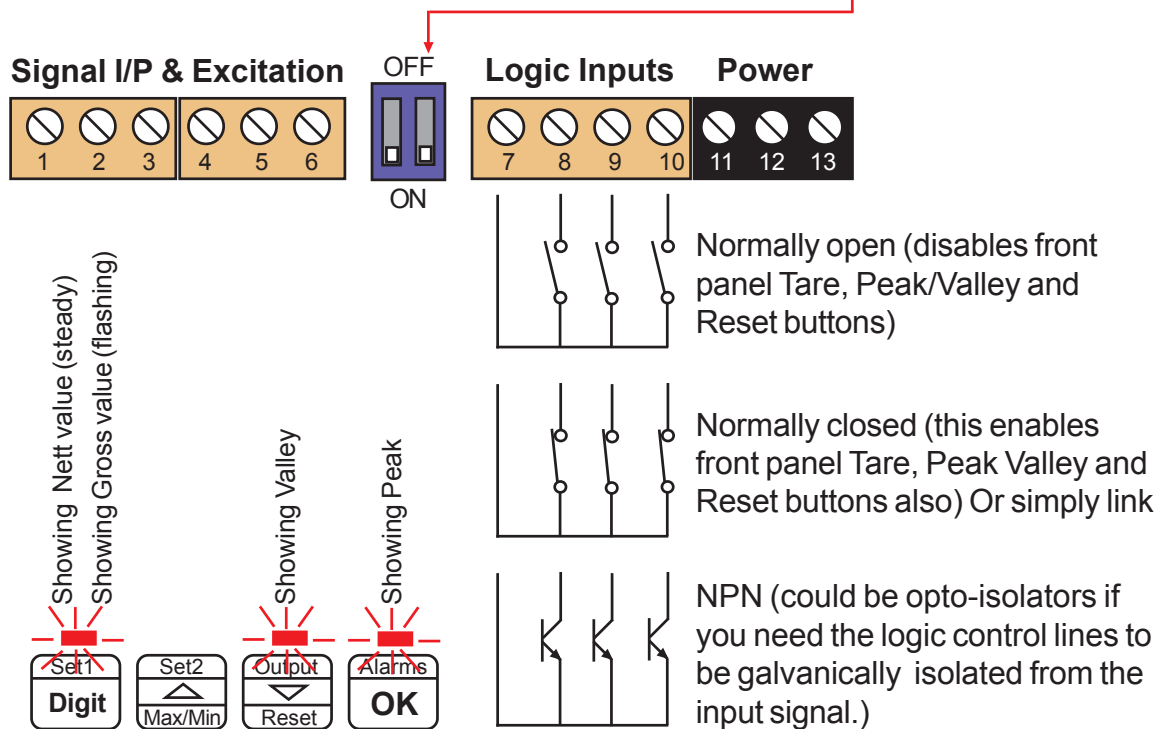 Signal I/P & Excitation
OFF
Logic Inputs
Power
1 2 3 4 5 6
7 8 9 10 11 12 13
ON
Normally open (disables front
panel Tare, Peak/Valley and
Reset buttons)
Normally closed (this enables
front panel Tare, Peak Valley and
Reset buttons also) Or simply link
NPN (could be opto-isolators if
you need the logic control lines to
be galvanically isolated from the
input signal.)
Showing Nett value (steady)
Showing Gross value (flashing)
Showing Valley
Showing Peak
Set1
Digit
Set2
Max/Min
Output
Reset
Alarms
OK